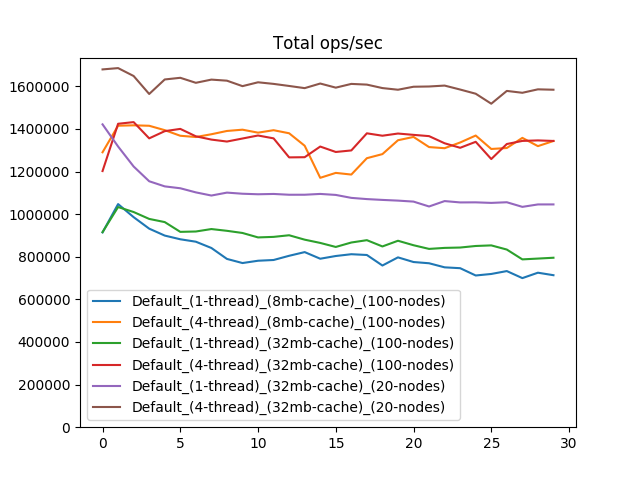 Total ops/sec
1600000
1400000
1200000
1000000
800000
600000
400000
200000
0
Default_(1-thread)_(8mb-cache)_(100-nodes)
Default_(4-thread)_(8mb-cache)_(100-nodes)
Default_(1-thread)_(32mb-cache)_(100-nodes)
Default_(4-thread)_(32mb-cache)_(100-nodes)
Default_(1-thread)_(32mb-cache)_(20-nodes)
Default_(4-thread)_(32mb-cache)_(20-nodes)
0 5 10 15 20 25 30